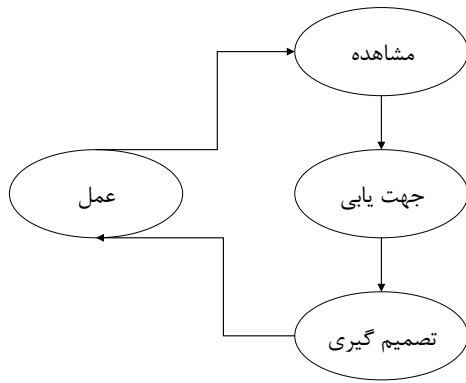 مشاهده
جهت یابی
عمل
تصمیم گیری